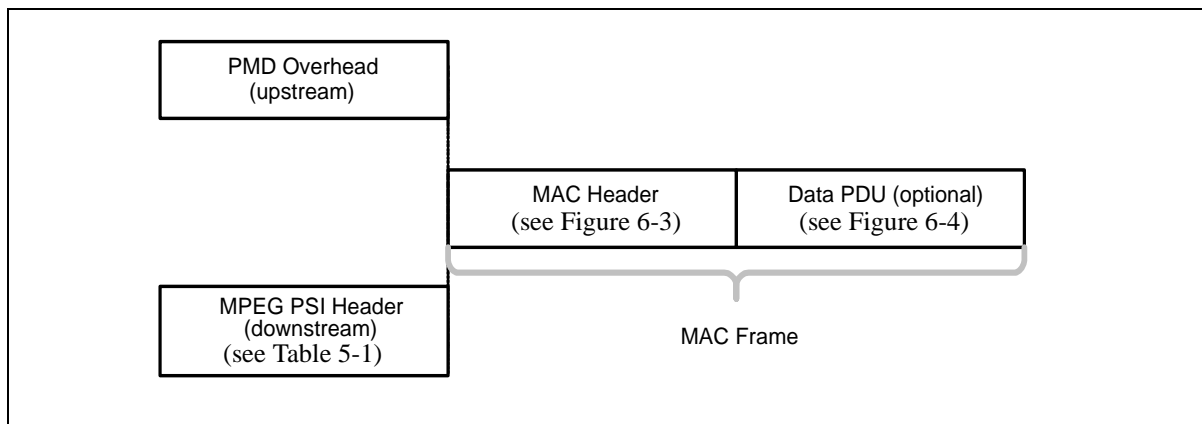 PMD Overhead
(upstream)
MAC Header
(see Figure 6-3)
Data PDU (optional)
(see Figure 6-4)
MPEG PSI Header
(downstream)
(see Table 5-1)
MAC Frame